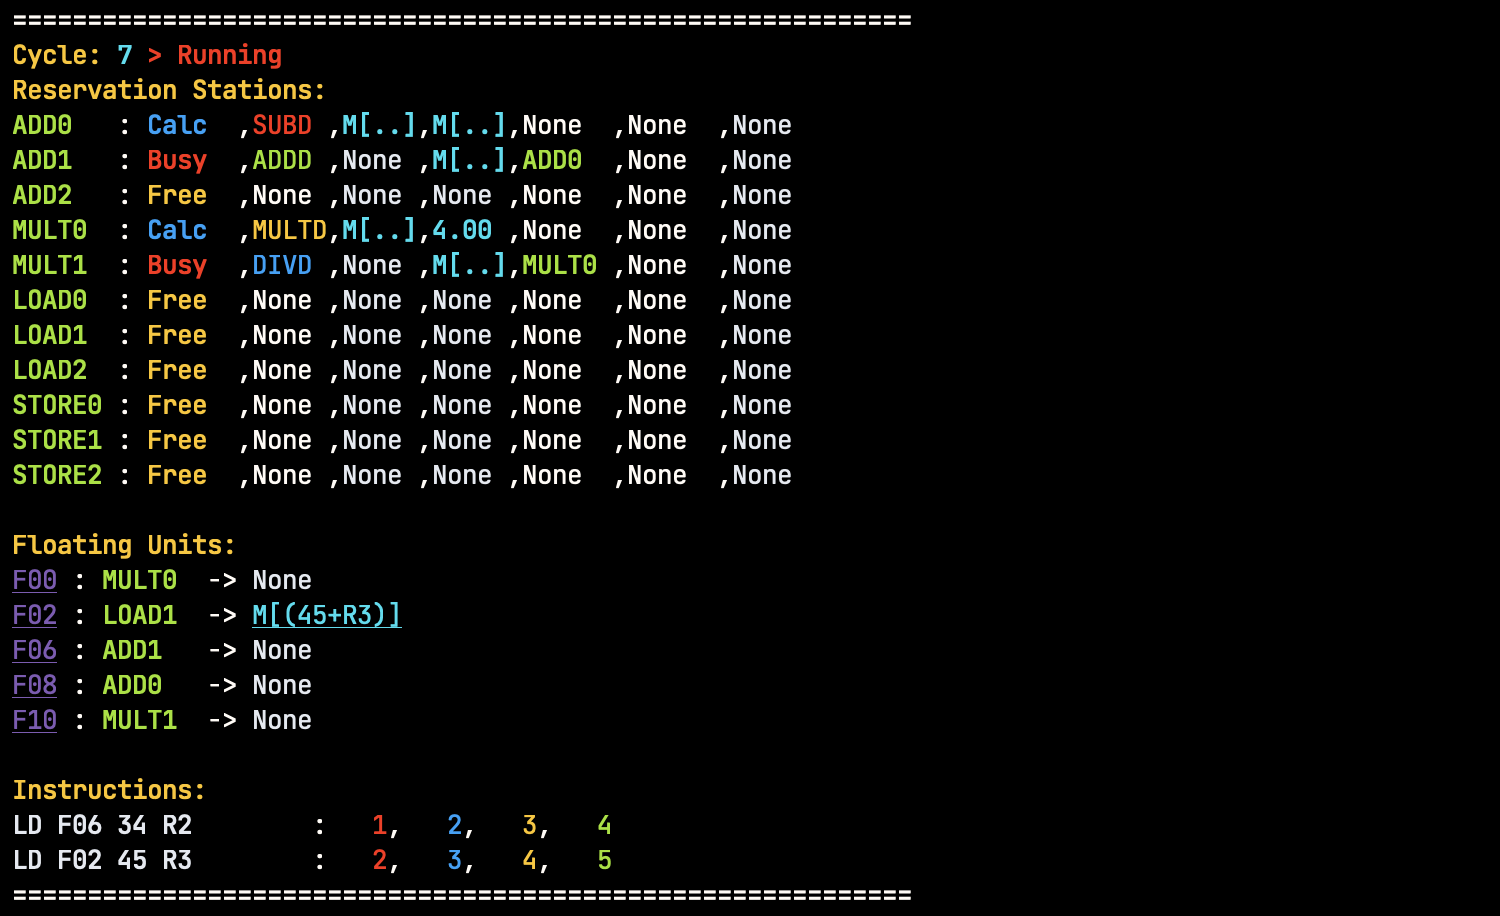 ============================================================
Cycle: 7 > Running
Reservation Stations:
ADD0   : Calc  ,SUBD ,M[..],M[..],None  ,None  ,None
ADD1   : Busy  ,ADDD ,None ,M[..],ADD0  ,None  ,None
ADD2   : Free  ,None ,None ,None ,None  ,None  ,None
MULT0  : Calc  ,MULTD,M[..],4.00 ,None  ,None  ,None
MULT1  : Busy  ,DIVD ,None ,M[..],MULT0 ,None  ,None
LOAD0  : Free  ,None ,None ,None ,None  ,None  ,None
LOAD1  : Free  ,None ,None ,None ,None  ,None  ,None
LOAD2  : Free  ,None ,None ,None ,None  ,None  ,None
STORE0 : Free  ,None ,None ,None ,None  ,None  ,None
STORE1 : Free  ,None ,None ,None ,None  ,None  ,None
STORE2 : Free  ,None ,None ,None ,None  ,None  ,None

Floating Units:
F00 : MULT0  -> None
F02 : LOAD1  -> M[(45+R3)]
F06 : ADD1   -> None
F08 : ADD0   -> None
F10 : MULT1  -> None

Instructions:
LD F06 34 R2        :   1,   2,   3,   4
LD F02 45 R3        :   2,   3,   4,   5
============================================================